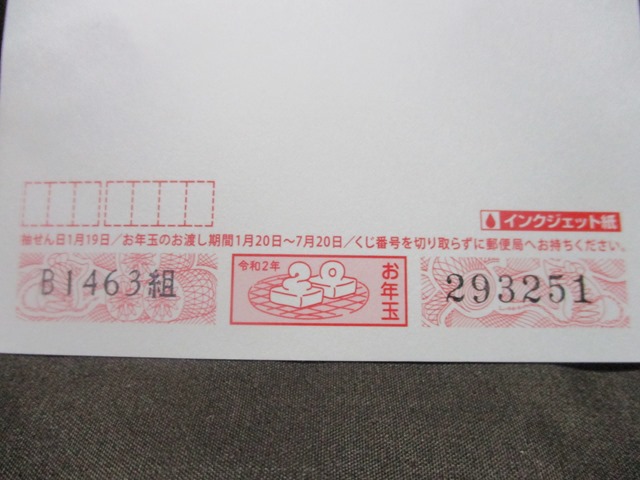 インクジェット紙
抽せん日1月19日／お年玉のお渡し期間1月20日～7月20日／くじ番号を切り取らずに郵便局へお持ちください。
B1463組
令和2年
お年玉
293251